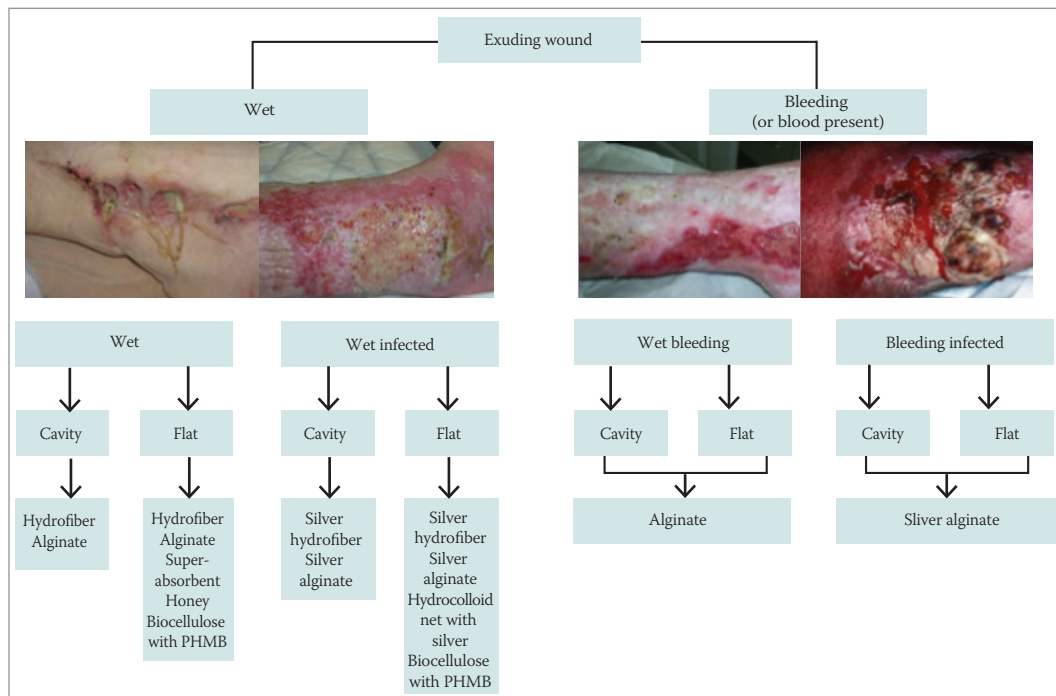 Exuding wound
Wet
Bleeding
(or blood present)
Wet
Wet infected
Wet bleeding
Bleeding infected
Cavity
Flat
Cavity
Flat
Cavity
Flat
Cavity
Flat
Hydrofiber
Alginate
Hydrofiber
Alginate
Super-
absorbent
Honey
Biocellulose
with PHMB
Silver
hydrofiber
Silver
alginate
Silver
hydrofiber
Silver
alginate
Hydrocolloid
net with
silver
Biocellulose
with PHMB
Alginate
Sliver alginate